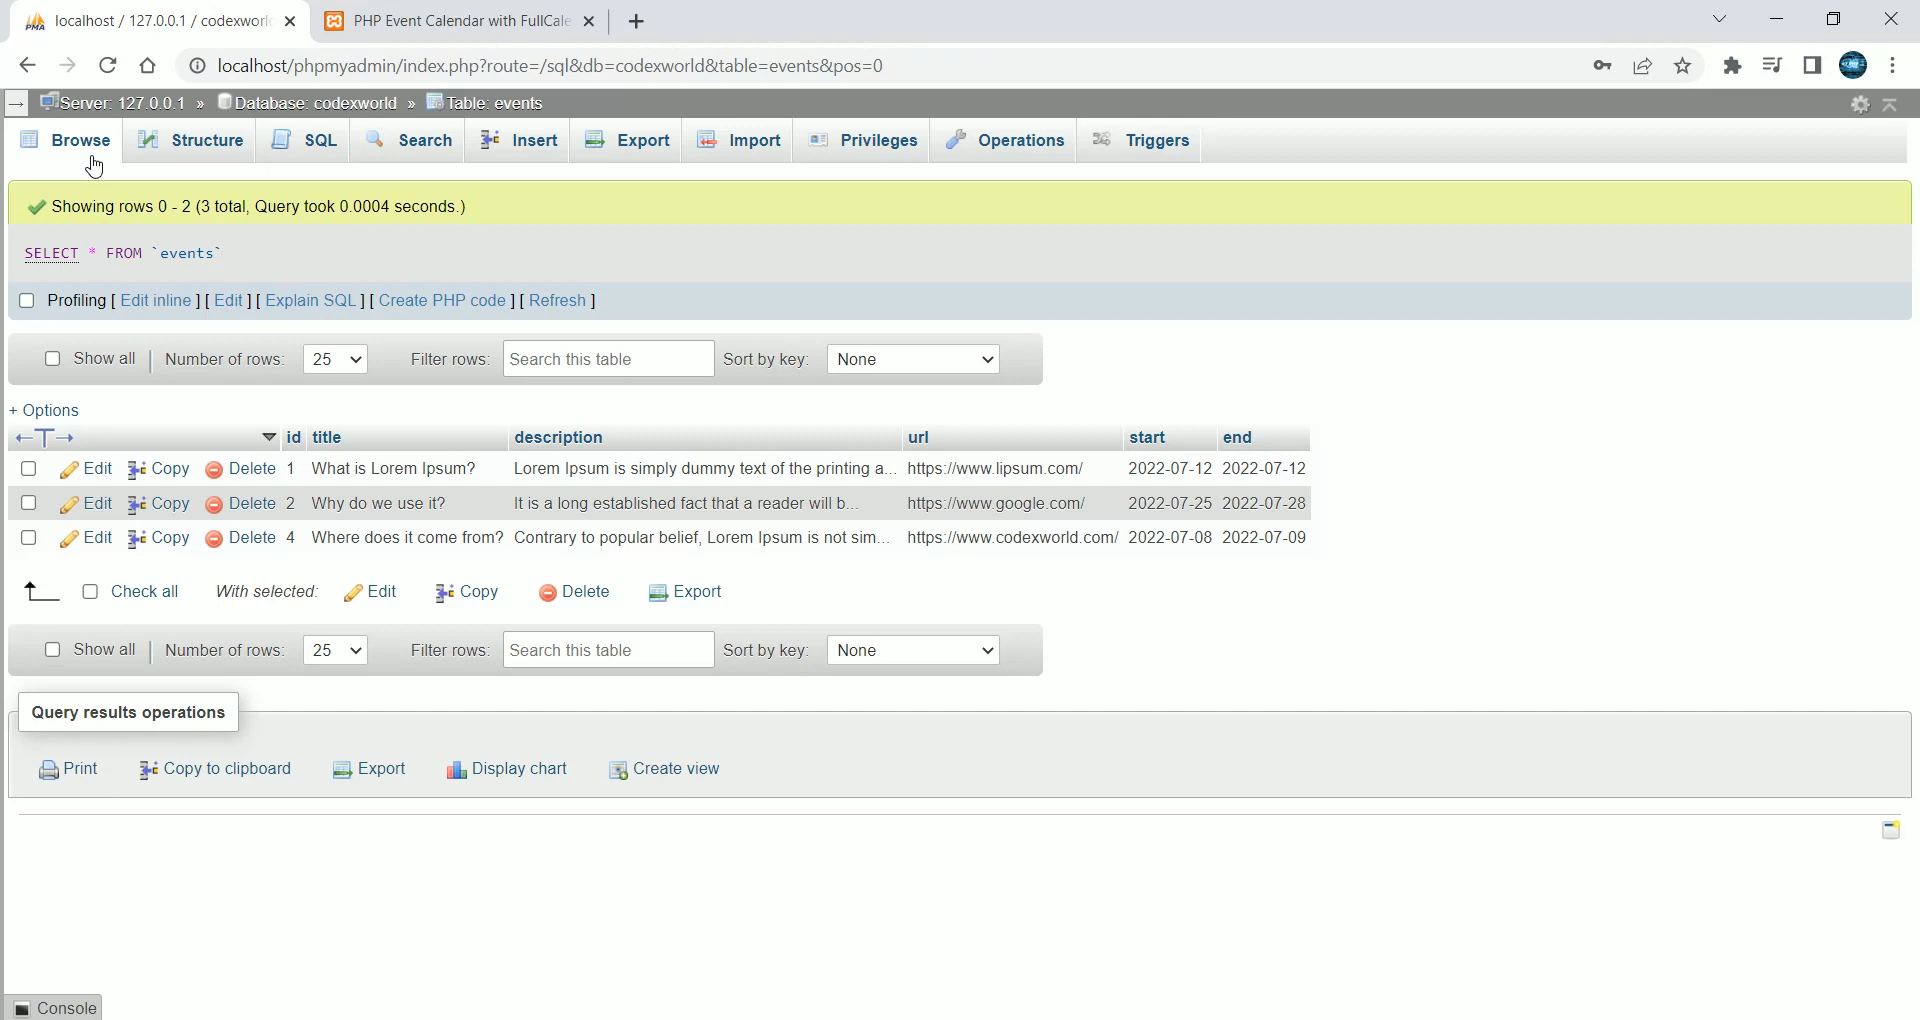 localhost / 127.0.0.1 / codexworl
PHP Event Calendar with FullCale
localhost/phpmyadmin/index.php?route=/sql&db=codexworld&table=events&pos=0
Server: 127.0.0.1 » Database: codexworld » Table: events
Browse Structure SQL Search Insert Export Import Privileges Operations Triggers
Showing rows 0 - 2 (3 total, Query took 0.0004 seconds.)
SELECT * FROM `events`
Profiling [ Edit inline ] [ Edit ] [ Explain SQL ] [ Create PHP code ] [ Refresh ]
Show all | Number of rows: 25 Filter rows: Search this table Sort by key: None
+ Options
←T→ id title description url start end
Edit Copy Delete 1 What is Lorem Ipsum? Lorem Ipsum is simply dummy text of the printing a... https://www.lipsum.com/ 2022-07-12 2022-07-12
Edit Copy Delete 2 Why do we use it? It is a long established fact that a reader will b... https://www.google.com/ 2022-07-25 2022-07-28
Edit Copy Delete 4 Where does it come from? Contrary to popular belief, Lorem Ipsum is not sim... https://www.codexworld.com/ 2022-07-08 2022-07-09
Check all With selected: Edit Copy Delete Export
Show all | Number of rows: 25 Filter rows: Search this table Sort by key: None
Query results operations
Print Copy to clipboard Export Display chart Create view
Console